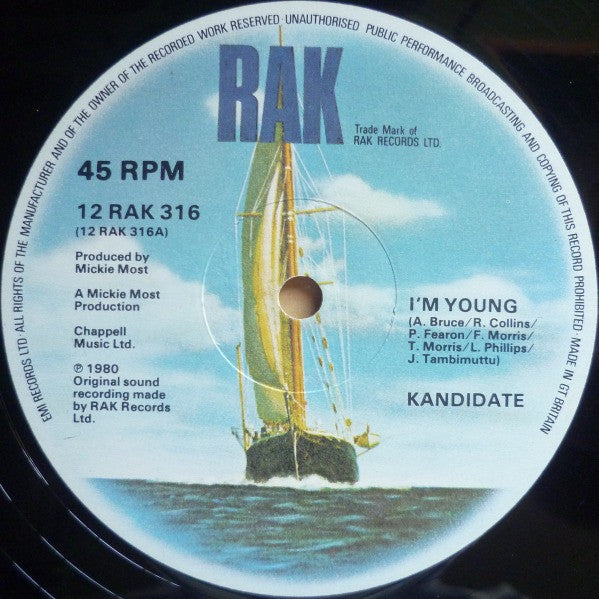 EMI RECORDS LTD. ALL RIGHTS OF THE MANUFACTURER AND OF THE OWNER OF THE RECORDED WORK RESERVED UNAUTHORISED PUBLIC PERFORMANCE BROADCASTING AND COPYING OF THIS RECORD PROHIBITED MADE IN GT BRITAIN
RAK
Trade Mark of
RAK RECORDS LTD.
45 RPM
12 RAK 316
(12 RAK 316A)
Produced by
Mickie Most
A Mickie Most
Production
Chappell
Music Ltd.
℗ 1980
Original sound
recording made
by RAK Records
Ltd.
I'M YOUNG
(A. Bruce/R. Collins/
P. Fearon/F. Morris/
T. Morris/L. Phillips/
J. Tambimuttu)
KANDIDATE